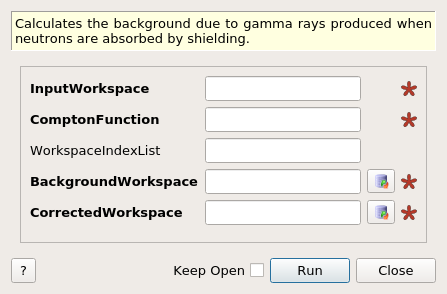 Calculates the background due to gamma rays produced when
neutrons are absorbed by shielding.
InputWorkspace
ComptonFunction
WorkspaceIndexList
BackgroundWorkspace
CorrectedWorkspace
? Keep Open Run Close